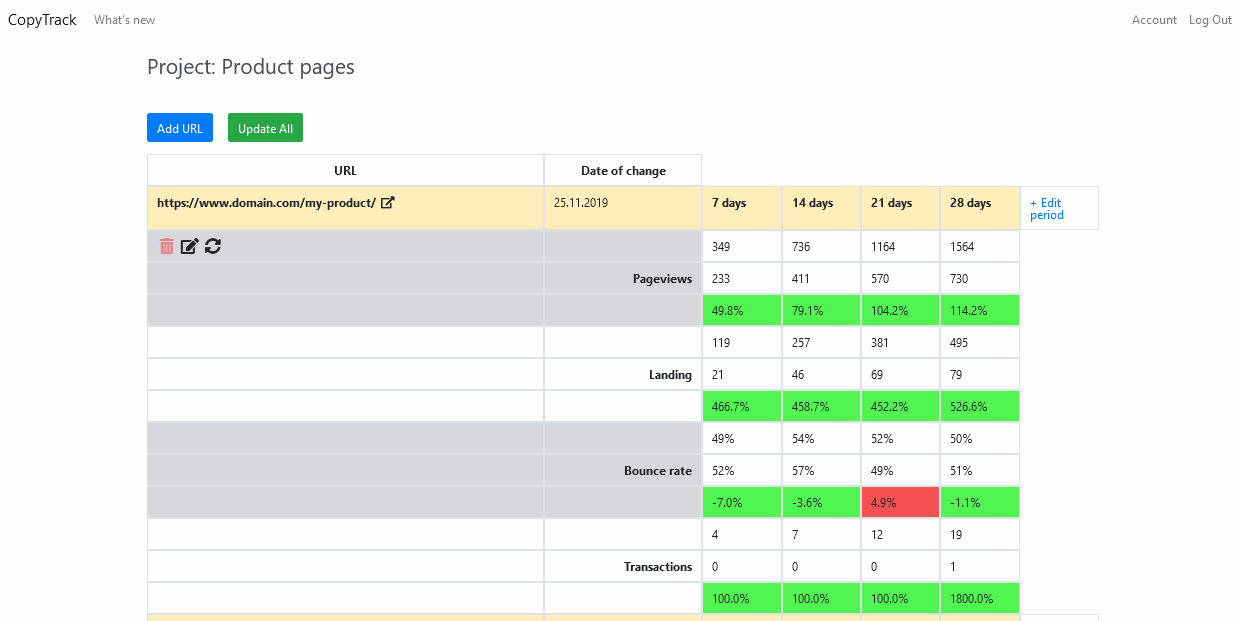 CopyTrack What's new Account Log Out
Project: Product pages
Add URL Update All
URL Date of change
https://www.domain.com/my-product/ 25.11.2019 7 days 14 days 21 days 28 days + Edit
period
349 736 1164 1564
Pageviews 233 411 570 730
49.8% 79.1% 104.2% 114.2%
119 257 381 495
Landing 21 46 69 79
466.7% 458.7% 452.2% 526.6%
49% 54% 52% 50%
Bounce rate 52% 57% 49% 51%
-7.0% -3.6% 4.9% -1.1%
4 7 12 19
Transactions 0 0 0 1
100.0% 100.0% 100.0% 1800.0%